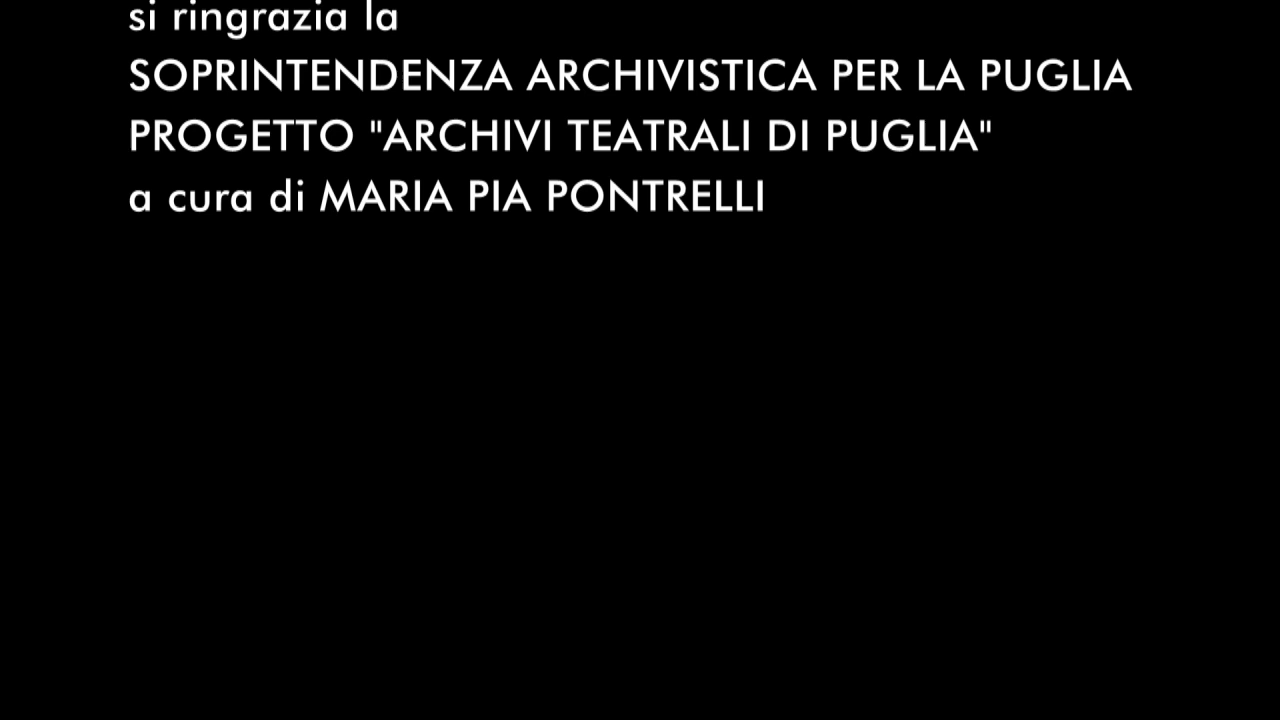 si ringrazia la
SOPRINTENDENZA ARCHIVISTICA PER LA PUGLIA
PROGETTO "ARCHIVI TEATRALI DI PUGLIA"
a cura di MARIA PIA PONTRELLI